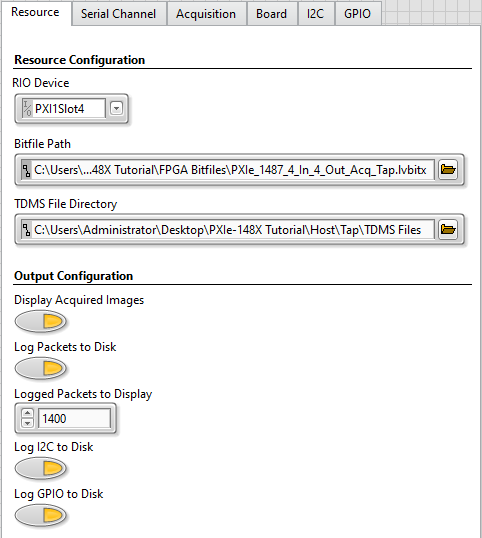 Resource Serial Channel Acquisition Board I2C GPIO
Resource Configuration
RIO Device
I/O PXI1Slot4
Bitfile Path
C:\Users\...48X Tutorial\FPGA Bitfiles\PXIe_1487_4_In_4_Out_Acq_Tap.lvbitx
TDMS File Directory
C:\Users\Administrator\Desktop\PXIe-148X Tutorial\Host\Tap\TDMS Files
Output Configuration
Display Acquired Images
Log Packets to Disk
Logged Packets to Display
1400
Log I2C to Disk
Log GPIO to Disk